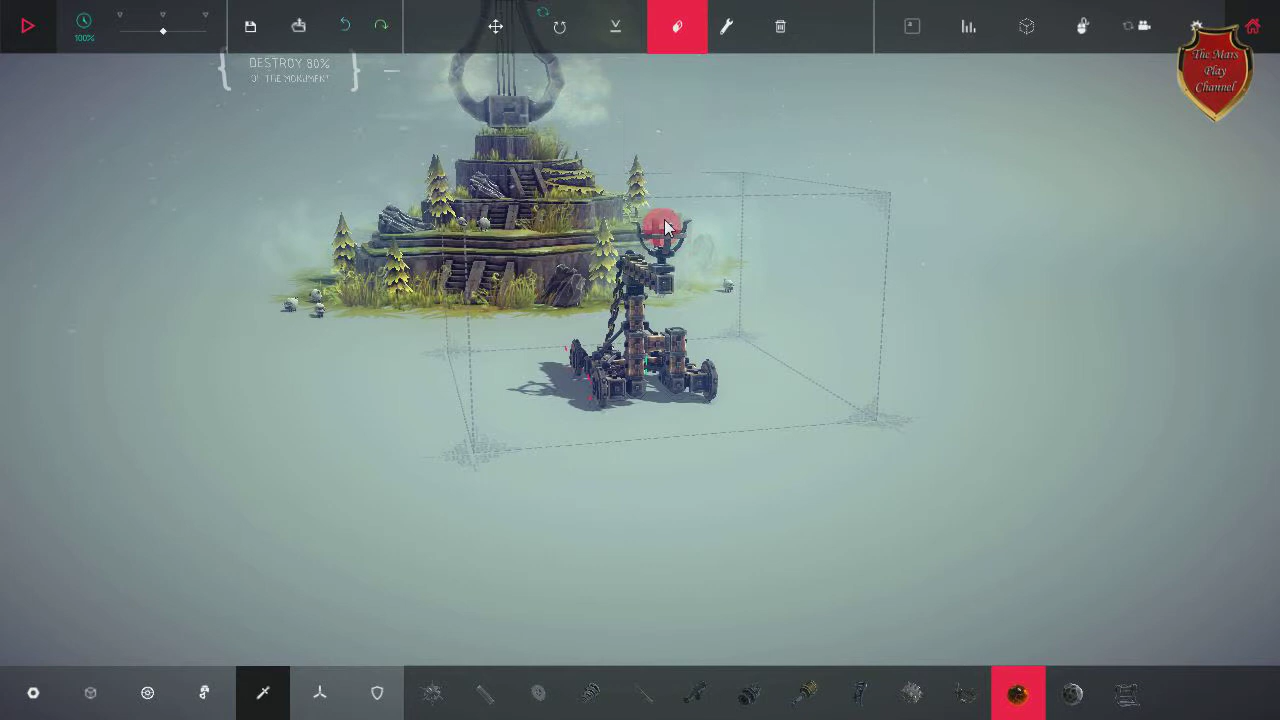 100%
DESTROY 80%
OF THE MONUMENT
The Mars
Play
Channel